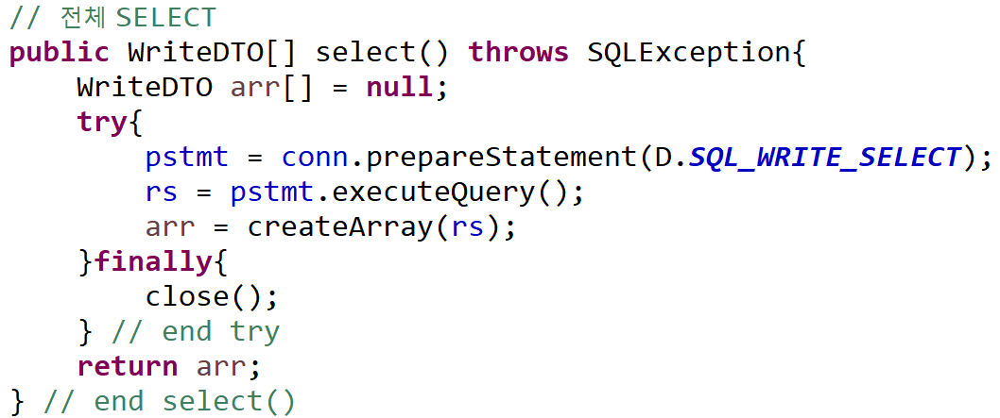 // 전체 SELECT
public WriteDTO[] select() throws SQLException{
    WriteDTO arr[] = null;
    try{
        pstmt = conn.prepareStatement(D.SQL_WRITE_SELECT);
        rs = pstmt.executeQuery();
        arr = createArray(rs);
    }finally{
        close();
    } // end try
    return arr;
} // end select()